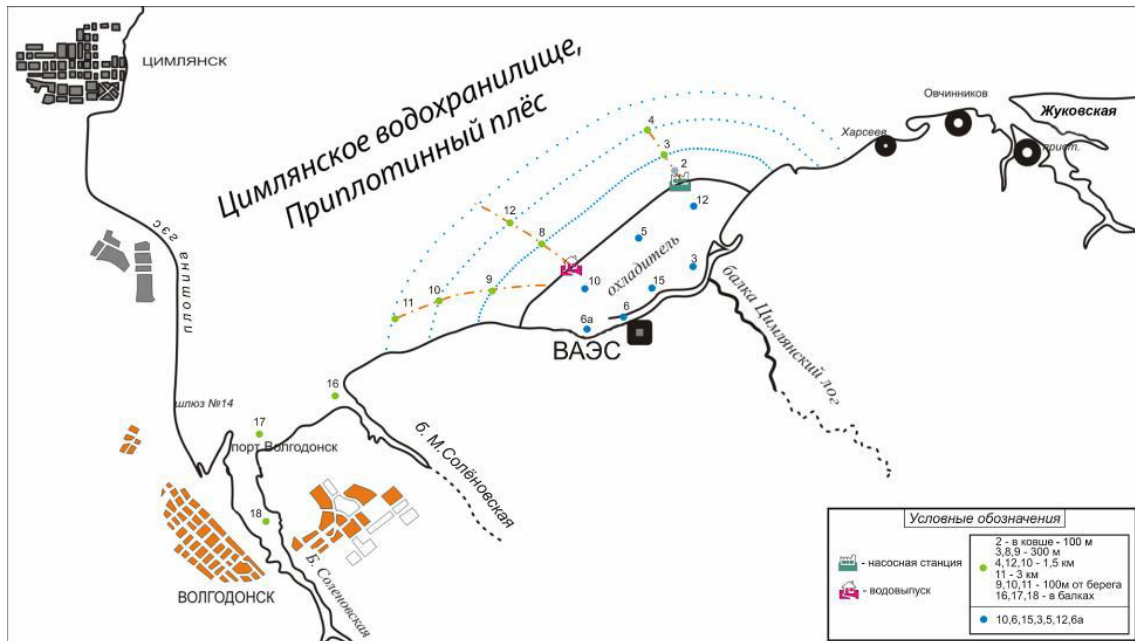 ЦИМЛЯНСК
Цимлянское водохранилище,
Приплотинный плёс
Овчинников
Жуковская
Харсеев
прист.
4
3
2
12
12
8
5
охладитель
3
9
10
10
15
11
6
6а
ВАЭС
балка Цимлянский лог
плотина ГЭС
шлюз №14
16
17
порт Волгодонск
б. М.Солёновская
18
Б. Соленовская
ВОЛГОДОНСК
Условные обозначения
- насосная станция
- водовыпуск
2 - в ковше - 100 м
3,8,9 - 300 м
4,12,10 - 1,5 км
11 - 3 км
9,10,11 - 100м от берега
16,17,18 - в балках
10,6,15,3,5,12,6а